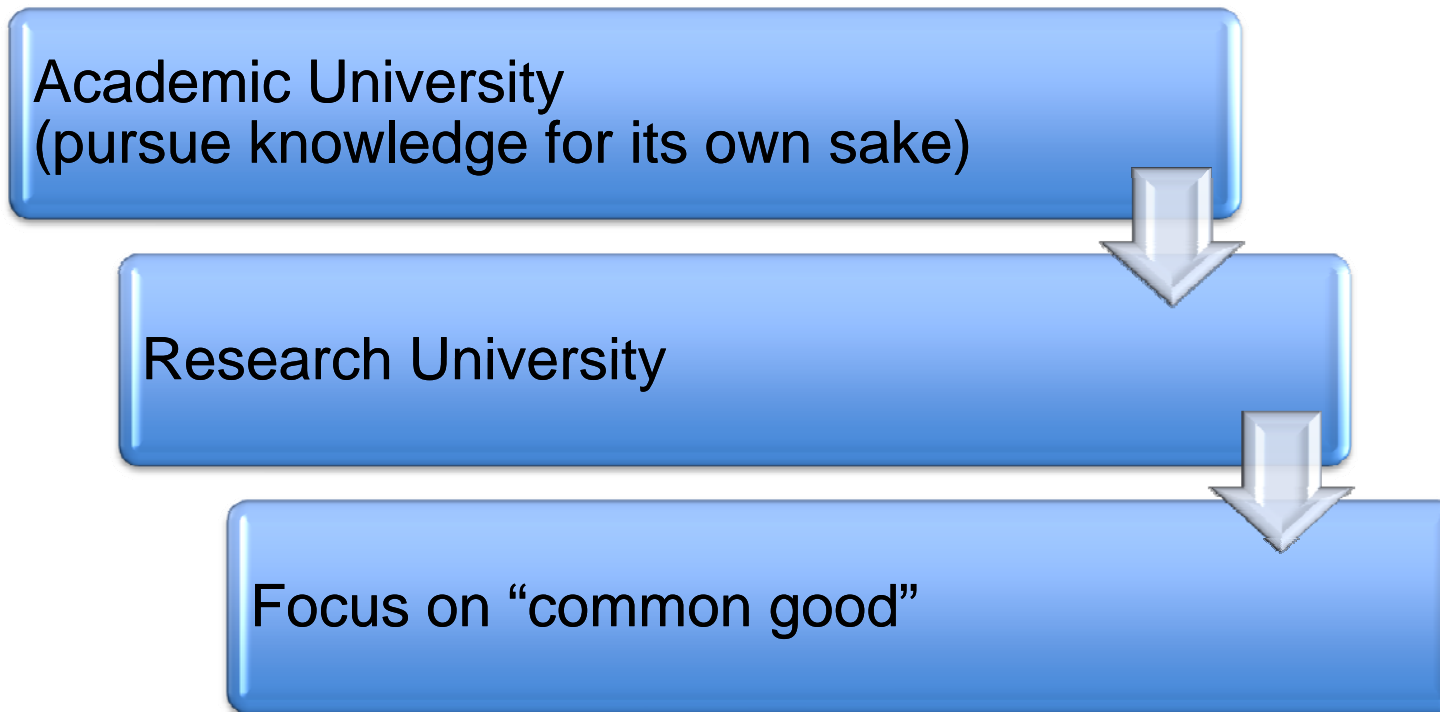 Academic University
(pursue knowledge for its own sake)
Research University
Focus on “common good”